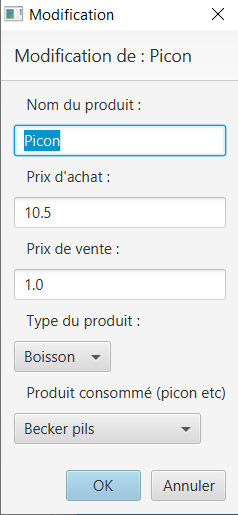 Modification
Modification de : Picon
Nom du produit :
Picon
Prix d'achat :
10.5
Prix de vente :
1.0
Type du produit :
Boisson
Produit consommé (picon etc)
Becker pils
OK Annuler